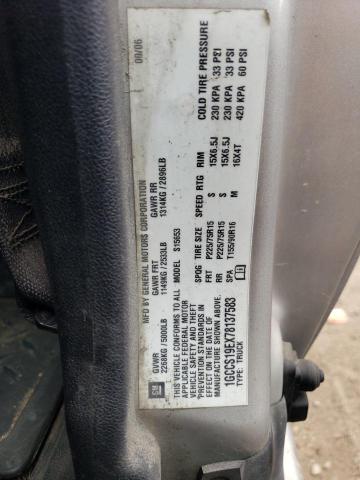 GM
MFD BY GENERAL MOTORS CORPORATION
09/06
GVWR GAWR FRT GAWR RR
2268KG/5000LB 1149KG/2533LB 1314KG/2896LB
THIS VEHICLE CONFORMS TO ALL MODEL S15653
APPLICABLE FEDERAL MOTOR
VEHICLE SAFETY AND THEFT
PREVENTION STANDARDS IN
EFFECT ON THE DATE OF
MANUFACTURE SHOWN ABOVE.
1GCCS19EX78137583
TYPE: TRUCK
SPOG TIRE SIZE SPEED RTG RIM COLD TIRE PRESSURE
FRT P225/75R15 S 15X6.5J 230 KPA 33 PSI
RR P225/75R15 S 15X6.5J 230 KPA 33 PSI
SPA T155/90R16 M 16X4T 420 KPA 60 PSI